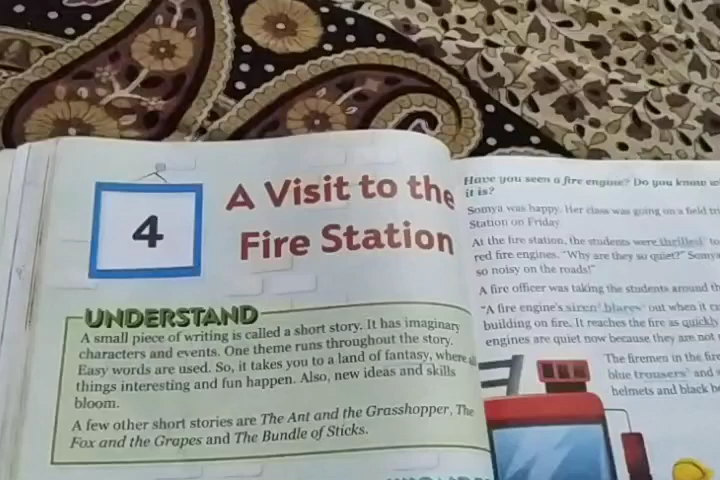 4
A Visit to the
Fire Station
UNDERSTAND
A small piece of writing is called a short story. It has imaginary
characters and events. One theme runs throughout the story.
Easy words are used. So, it takes you to a land of fantasy, where all
things interesting and fun happen. Also, new ideas and skills
bloom.
A few other short stories are The Ant and the Grasshopper, The
Fox and the Grapes and The Bundle of Sticks.
Have you seen a fire engine? Do you know
it is?
Somya was happy. Her class was going on a field
Station on Friday.
At the fire station, the students were thrilled
red fire engines. "Why are they so quiet?" Somya
so noisy on the roads!"
A fire officer was taking the students around
"A fire engine's siren blares out when it
building on fire. It reaches the fire as quickly
engines are quiet now because they are not
The firemen in the fire
blue trousers and
helmets and black